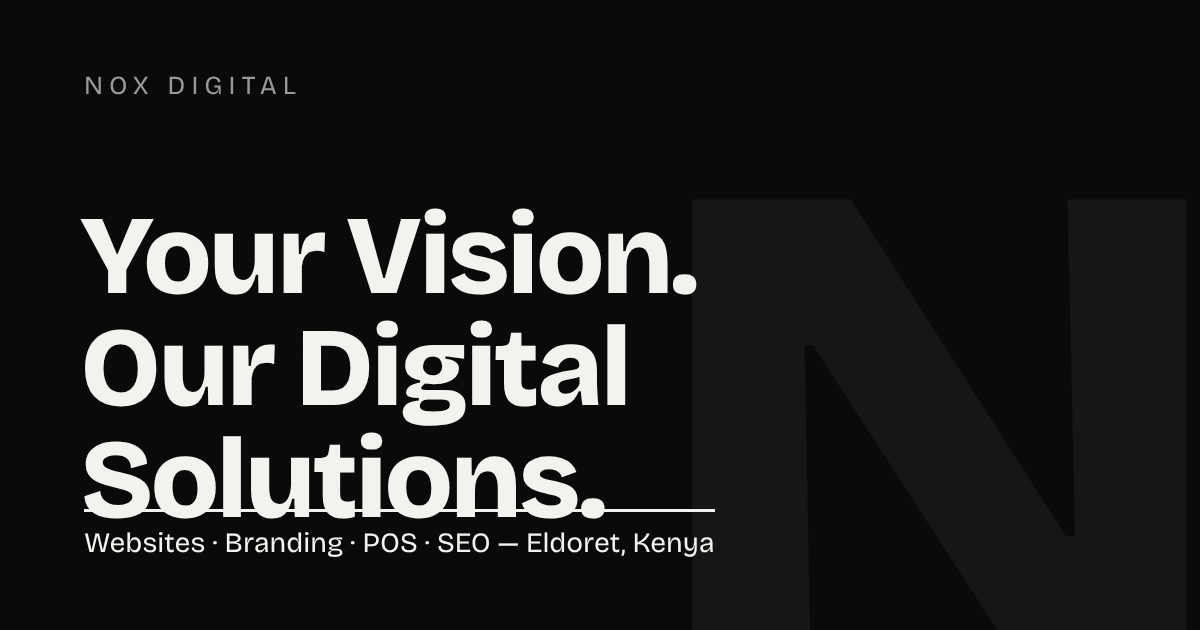 NOX DIGITAL
Your Vision.
Our Digital
Solutions.
Websites · Branding · POS · SEO — Eldoret, Kenya
N